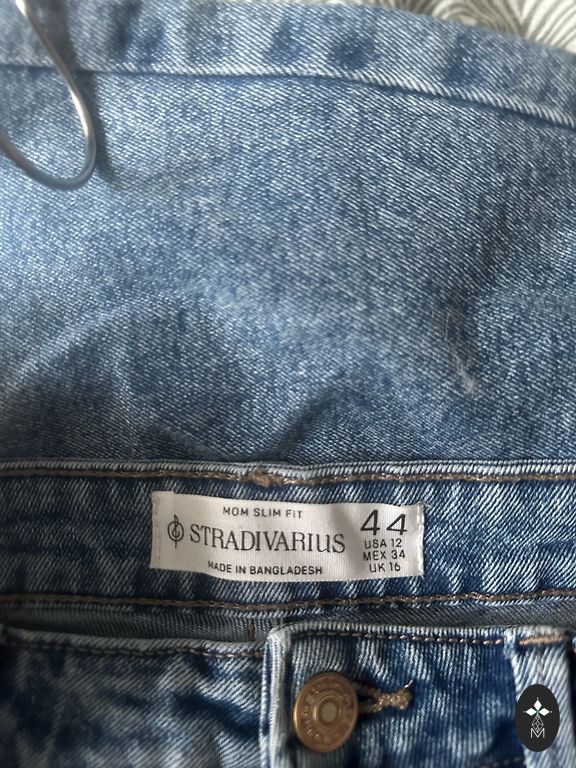 MOM SLIM FIT
STRADIVARIUS
MADE IN BANGLADESH
44
USA 12
MEX 34
UK 16
M